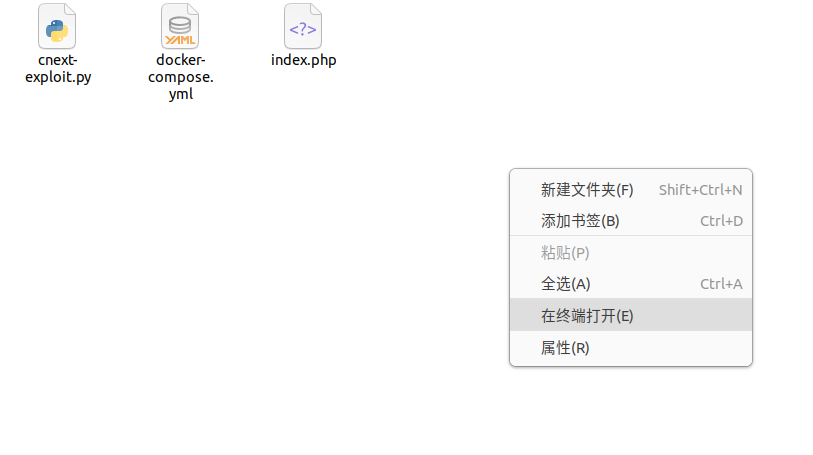 cnext-
exploit.py
YAML
docker-
compose.
yml
<?>
index.php
新建文件夹(F) Shift+Ctrl+N
添加书签(B) Ctrl+D
粘贴(P)
全选(A) Ctrl+A
在终端打开(E)
属性(R)